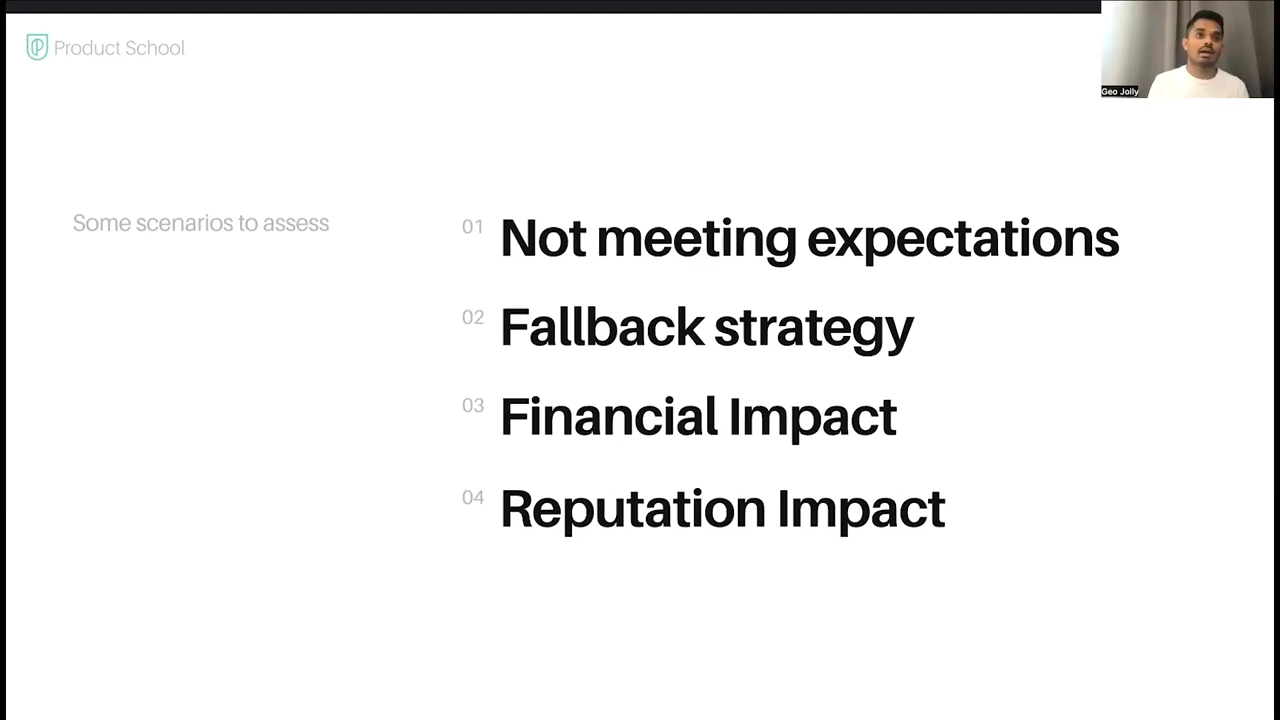 Product School
Geo Jolly
Some scenarios to assess
01 Not meeting expectations
02 Fallback strategy
03 Financial Impact
04 Reputation Impact